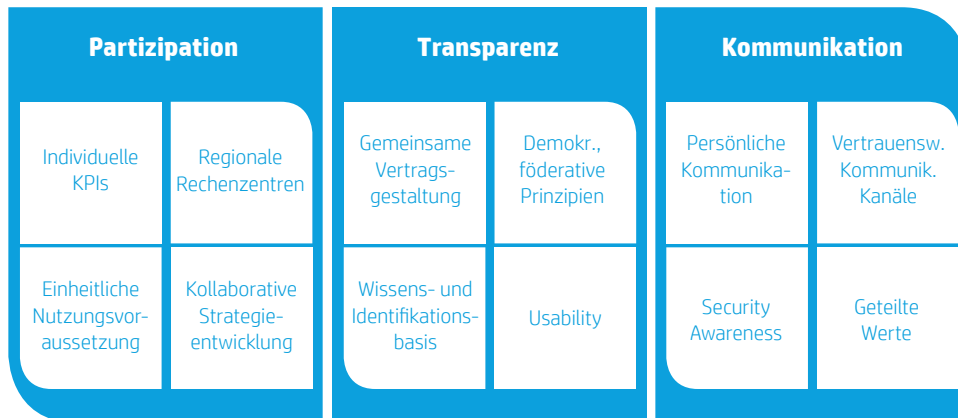 Partizipation
Individuelle
KPIs
Regionale
Rechenzentren
Einheitliche
Nutzungsvor-
aussetzung
Kollaborative
Strategie-
entwicklung
Transparenz
Gemeinsame
Vertrags-
gestaltung
Demokr.,
föderative
Prinzipien
Wissens- und
Identifikations-
basis
Usability
Kommunikation
Persönliche
Kommunika-
tion
Vertrauensw.
Kommunik.
Kanäle
Security
Awareness
Geteilte
Werte